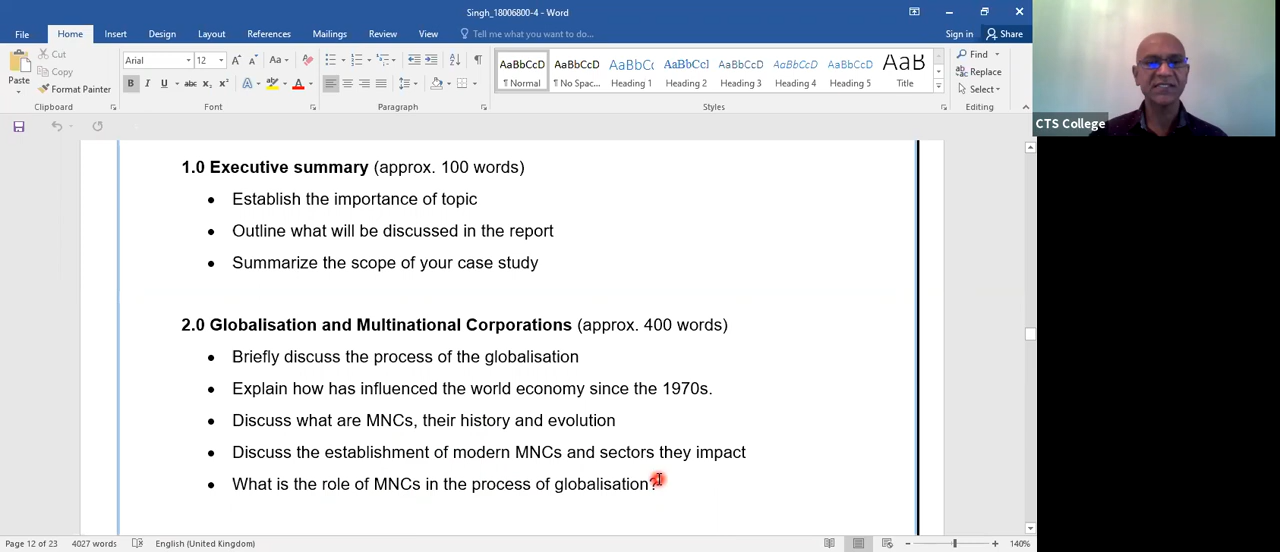 Singh_18006800-4 - Word
File Home Insert Design Layout References Mailings Review View Tell me what you want to do... Sign in Share
Paste
Cut
Copy
Format Painter
Clipboard
Arial 12 Aa
B I U abc X₂ X² A A
Font
Paragraph
AaBbCcD AaBbCcD AaBbCc AaBbCcI AaBbCcD AaBbCcD AaBbCcD AaB
¶ Normal ¶ No Spac... Heading 1 Heading 2 Heading 3 Heading 4 Heading 5 Title
Styles
Find
Replace
Select
Editing
CTS College
1.0 Executive summary (approx. 100 words)
• Establish the importance of topic
• Outline what will be discussed in the report
• Summarize the scope of your case study
2.0 Globalisation and Multinational Corporations (approx. 400 words)
• Briefly discuss the process of the globalisation
• Explain how has influenced the world economy since the 1970s.
• Discuss what are MNCs, their history and evolution
• Discuss the establishment of modern MNCs and sectors they impact
• What is the role of MNCs in the process of globalisation?
Page 12 of 23 4027 words English (United Kingdom) 140%